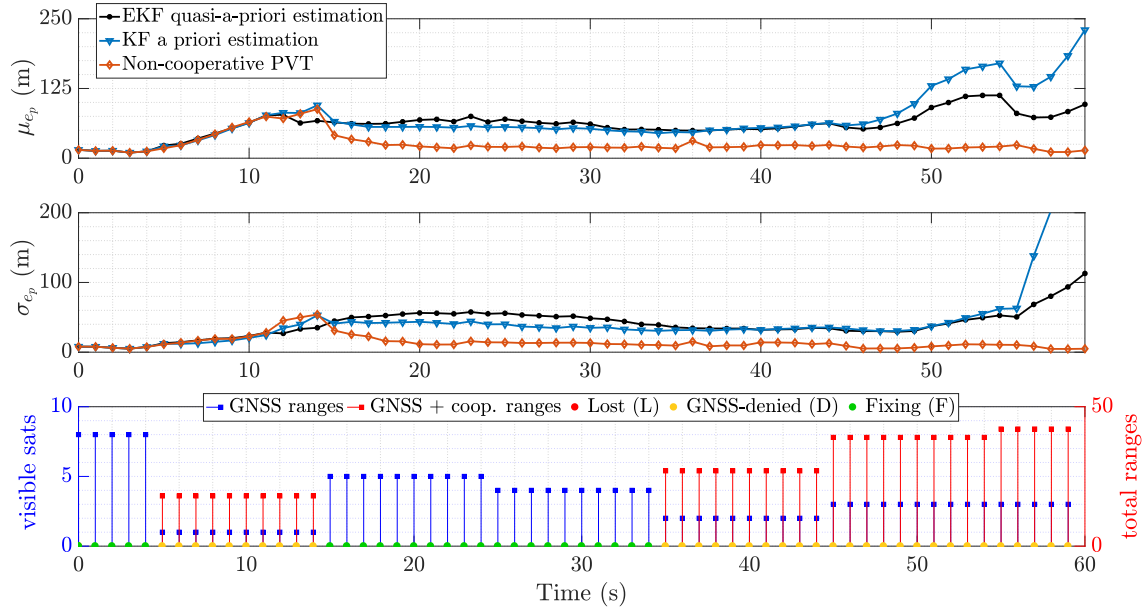 250
125
0
μ_{e_p} (m)
EKF quasi-a-priori estimation
KF a priori estimation
Non-cooperative PVT
0 10 20 30 40 50
200
100
0
σ_{e_p} (m)
0 10 20 30 40 50
10
5
0
visible sats
GNSS ranges GNSS + coop. ranges Lost (L) GNSS-denied (D) Fixing (F)
50
0
total ranges
0 10 20 30 40 50 60
Time (s)